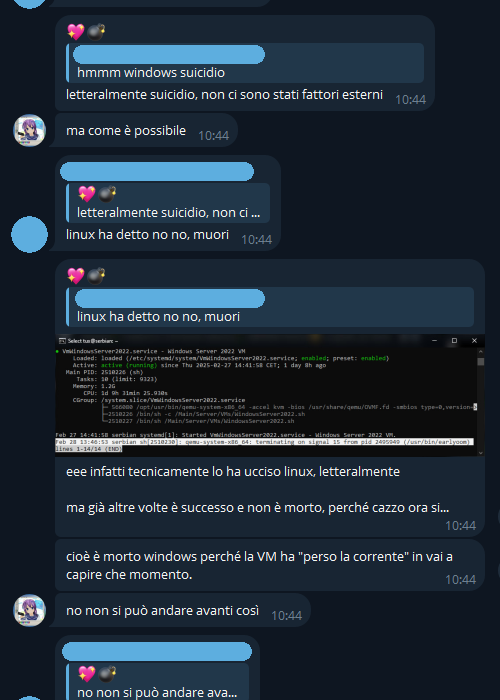 💖 💣
hmmm windows suicidio
letteralmente suicidio, non ci sono stati fattori esterni 10:44
ma come è possibile 10:44
💖 💣
letteralmente suicidio, non ci ...
linux ha detto no no, muori 10:44
💖 💣
linux ha detto no no, muori
Select tux@serbian: ~
● VmWindowsServer2022.service - Windows Server 2022 VM
Loaded: loaded (/etc/systemd/system/VmWindowsServer2022.service; enabled; preset: enabled)
Active: active (running) since Thu 2025-02-27 14:41:58 CET; 1 day 8h ago
Main PID: 2510226 (sh)
Tasks: 10 (limit: 9323)
Memory: 1.2G
CPU: 1d 9h 31min 25.930s
CGroup: /system.slice/VmWindowsServer2022.service
├─ 566000 /opt/usr/bin/qemu-system-x86_64 -accel kvm -bios /usr/share/qemu/OVMF.fd -smbios type=0,version=
├─2510226 /bin/sh -c /Main/Server/VMs/WindowsServer2022.sh
└─2510227 /bin/sh /Main/Server/VMs/WindowsServer2022.sh
Feb 27 14:41:58 serbian systemd[1]: Started VmWindowsServer2022.service - Windows Server 2022 VM.
Feb 28 13:46:53 serbian sh[2510230]: qemu-system-x86_64: terminating on signal 15 from pid 2495949 (/usr/bin/earlyoom)
lines 1-14/14 (END)
eee infatti tecnicamente lo ha ucciso linux, letteralmente
ma già altre volte è successo e non è morto, perché cazzo ora si...
10:44
cioè è morto windows perché la VM ha "perso la corrente" in vai a
capire che momento. 10:44
no non si può andare avanti così 10:44
💖 💣
no non si può andare ava...